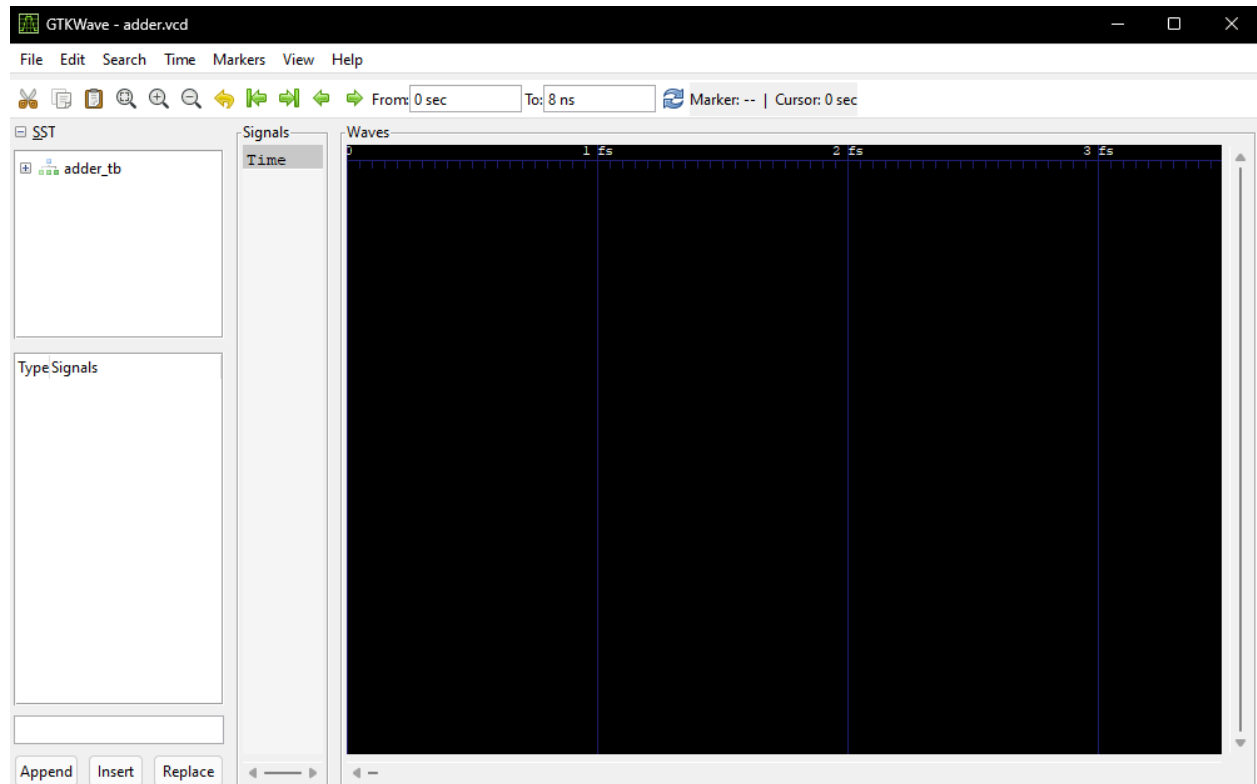 GTKWave - adder.vcd
File Edit Search Time Markers View Help
From: 0 sec To: 8 ns Marker: -- | Cursor: 0 sec
SST
Signals
Waves
adder_tb
Time
0 1 fs 2 fs 3 fs
Type Signals
Append Insert Replace